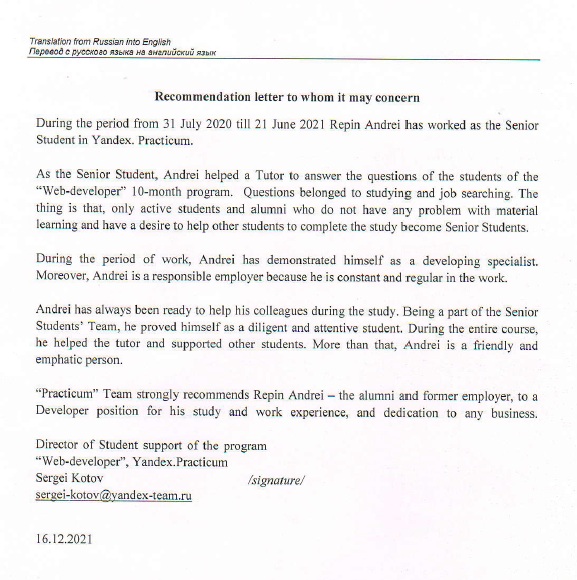 Translation from Russian into English
Перевод с русского языка на английский язык
Recommendation letter to whom it may concern
During the period from 31 July 2020 till 21 June 2021 Repin Andrei has worked as the Senior
Student in Yandex. Practicum.
As the Senior Student, Andrei helped a Tutor to answer the questions of the students of the
“Web-developer” 10-month program. Questions belonged to studying and job searching. The
thing is that, only active students and alumni who do not have any problem with material
learning and have a desire to help other students to complete the study become Senior Students.
During the period of work, Andrei has demonstrated himself as a developing specialist.
Moreover, Andrei is a responsible employer because he is constant and regular in the work.
Andrei has always been ready to help his colleagues during the study. Being a part of the Senior
Students’ Team, he proved himself as a diligent and attentive student. During the entire course,
he helped the tutor and supported other students. More than that, Andrei is a friendly and
emphatic person.
“Practicum” Team strongly recommends Repin Andrei – the alumni and former employer, to a
Developer position for his study and work experience, and dedication to any business.
Director of Student support of the program
“Web-developer”, Yandex.Practicum
Sergei Kotov /signature/
sergei-kotov@yandex-team.ru
16.12.2021